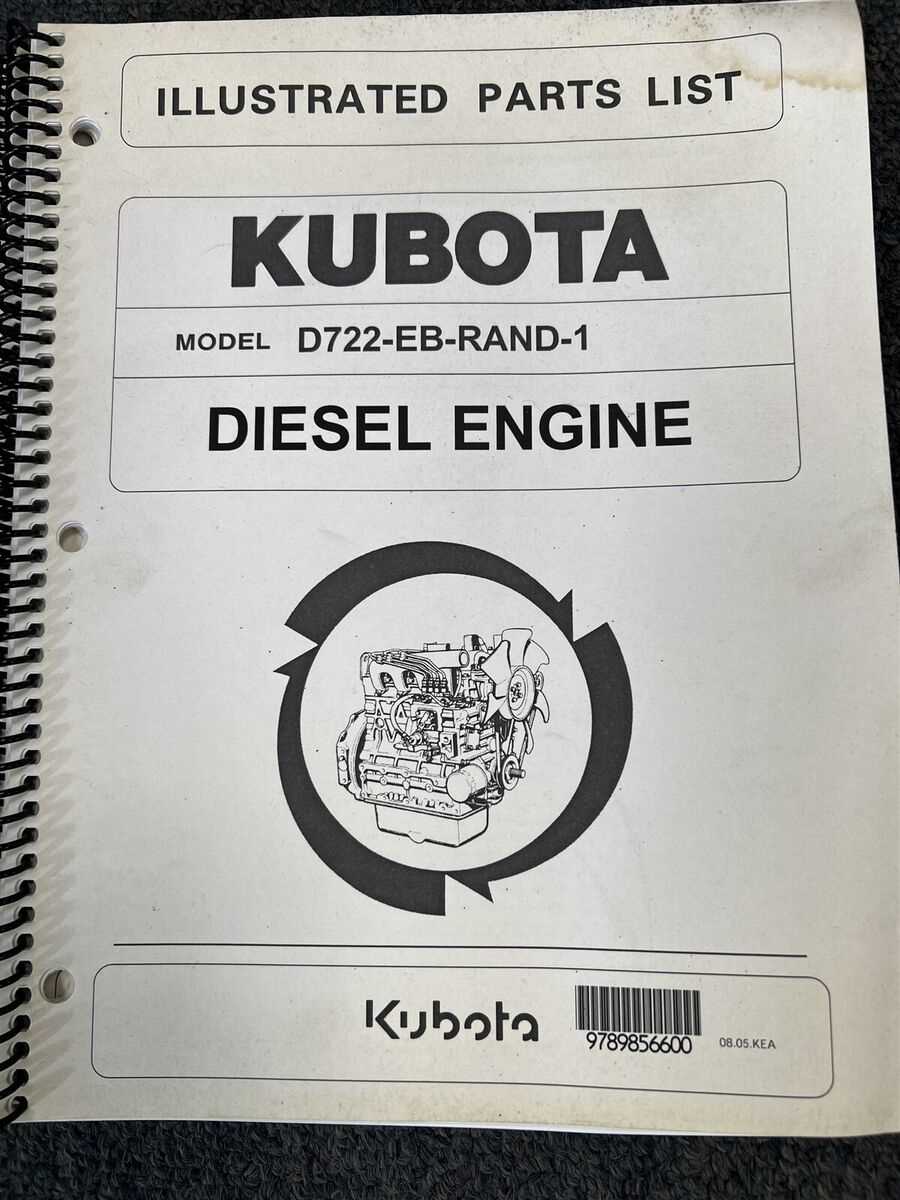 ILLUSTRATED PARTS LIST
KUBOTA
MODEL D722-EB-RAND-1
DIESEL ENGINE
Kubota
9789856600
08.05.KEA